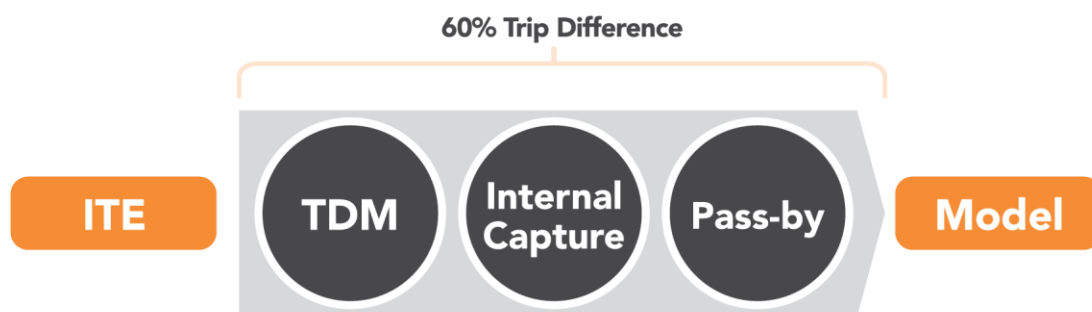 60% Trip Difference
ITE
TDM
Internal
Capture
Pass-by
Model